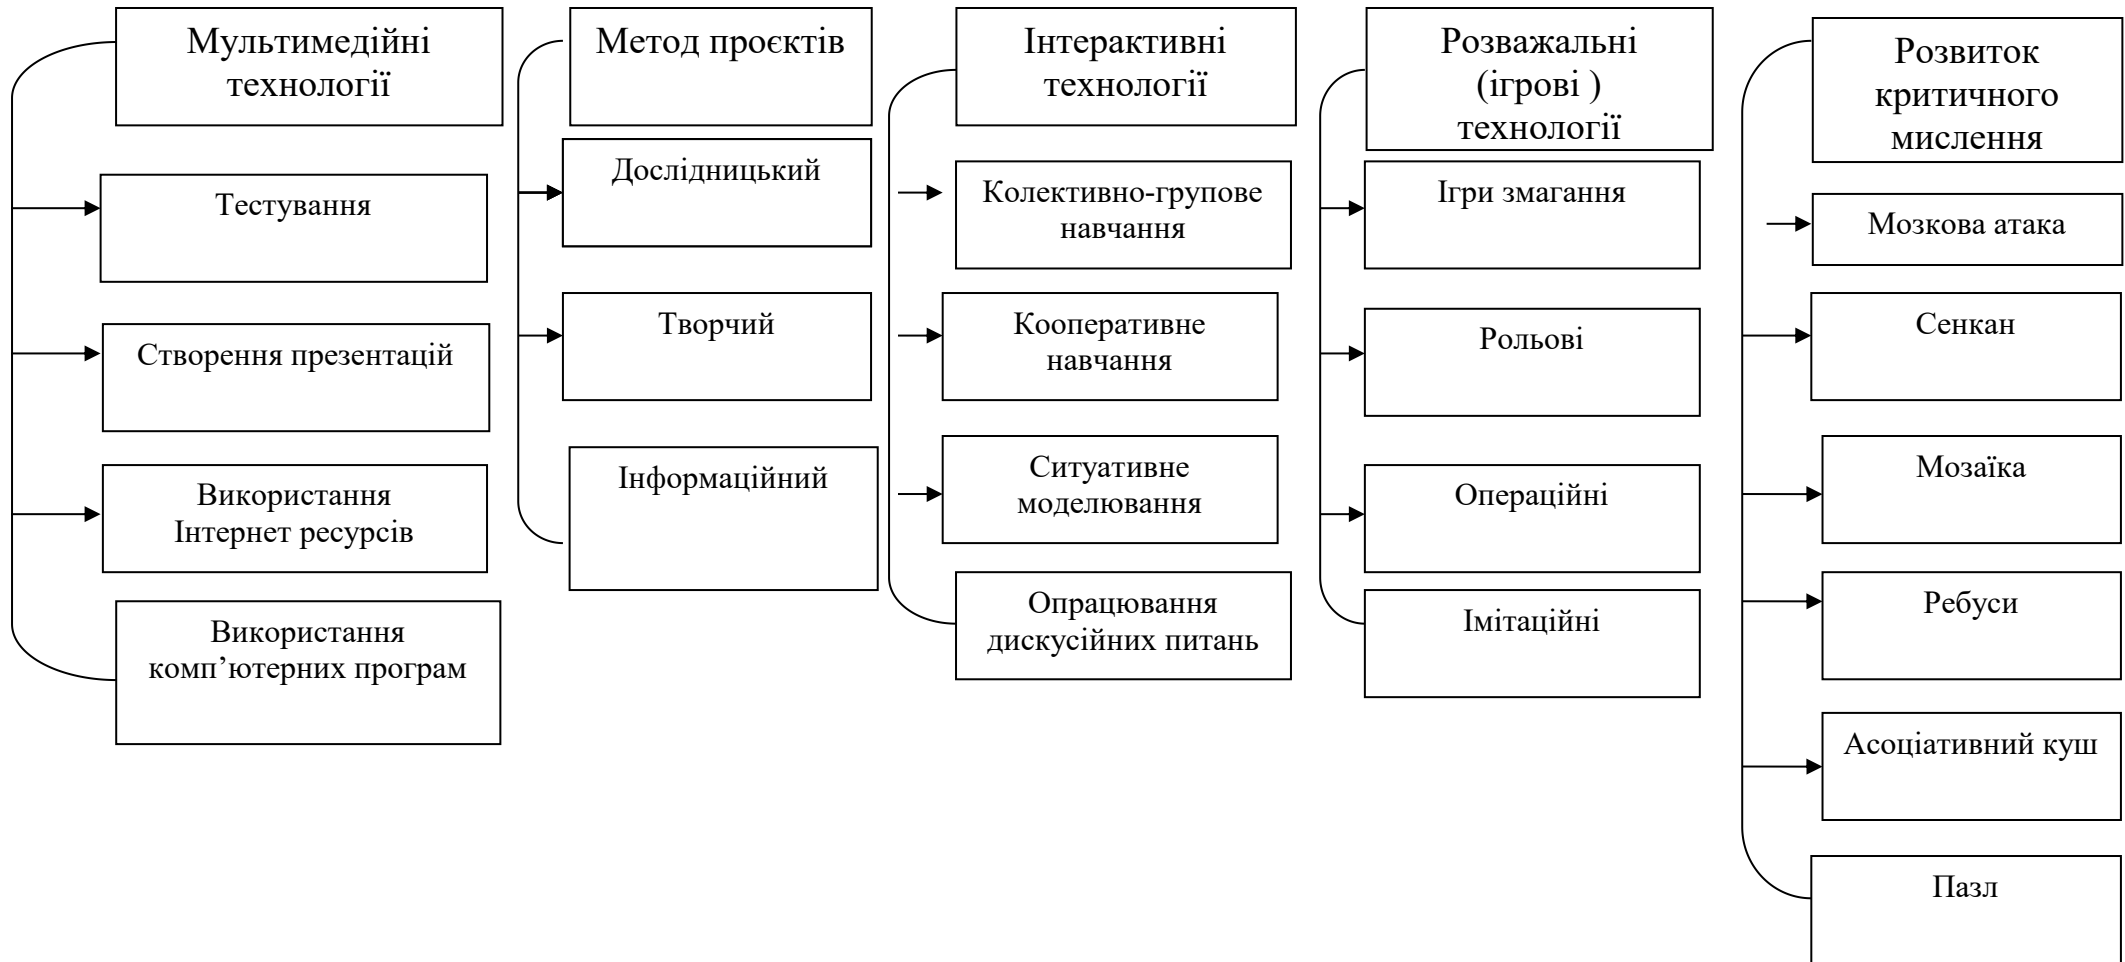 Мультимедійні
технології
Тестування
Створення презентацій
Використання
Інтернет ресурсів
Використання
комп’ютерних програм
Метод проєктів
Дослідницький
Творчий
Інформаційний
Інтерактивні
технології
Колективно-групове
навчання
Кооперативне
навчання
Ситуативне
моделювання
Опрацювання
дискусійних питань
Розважальні
(ігрові )
технології
Ігри змагання
Рольові
Операційні
Імітаційні
Розвиток
критичного
мислення
Мозкова атака
Сенкан
Мозаїка
Ребуси
Асоціативний куш
Пазл